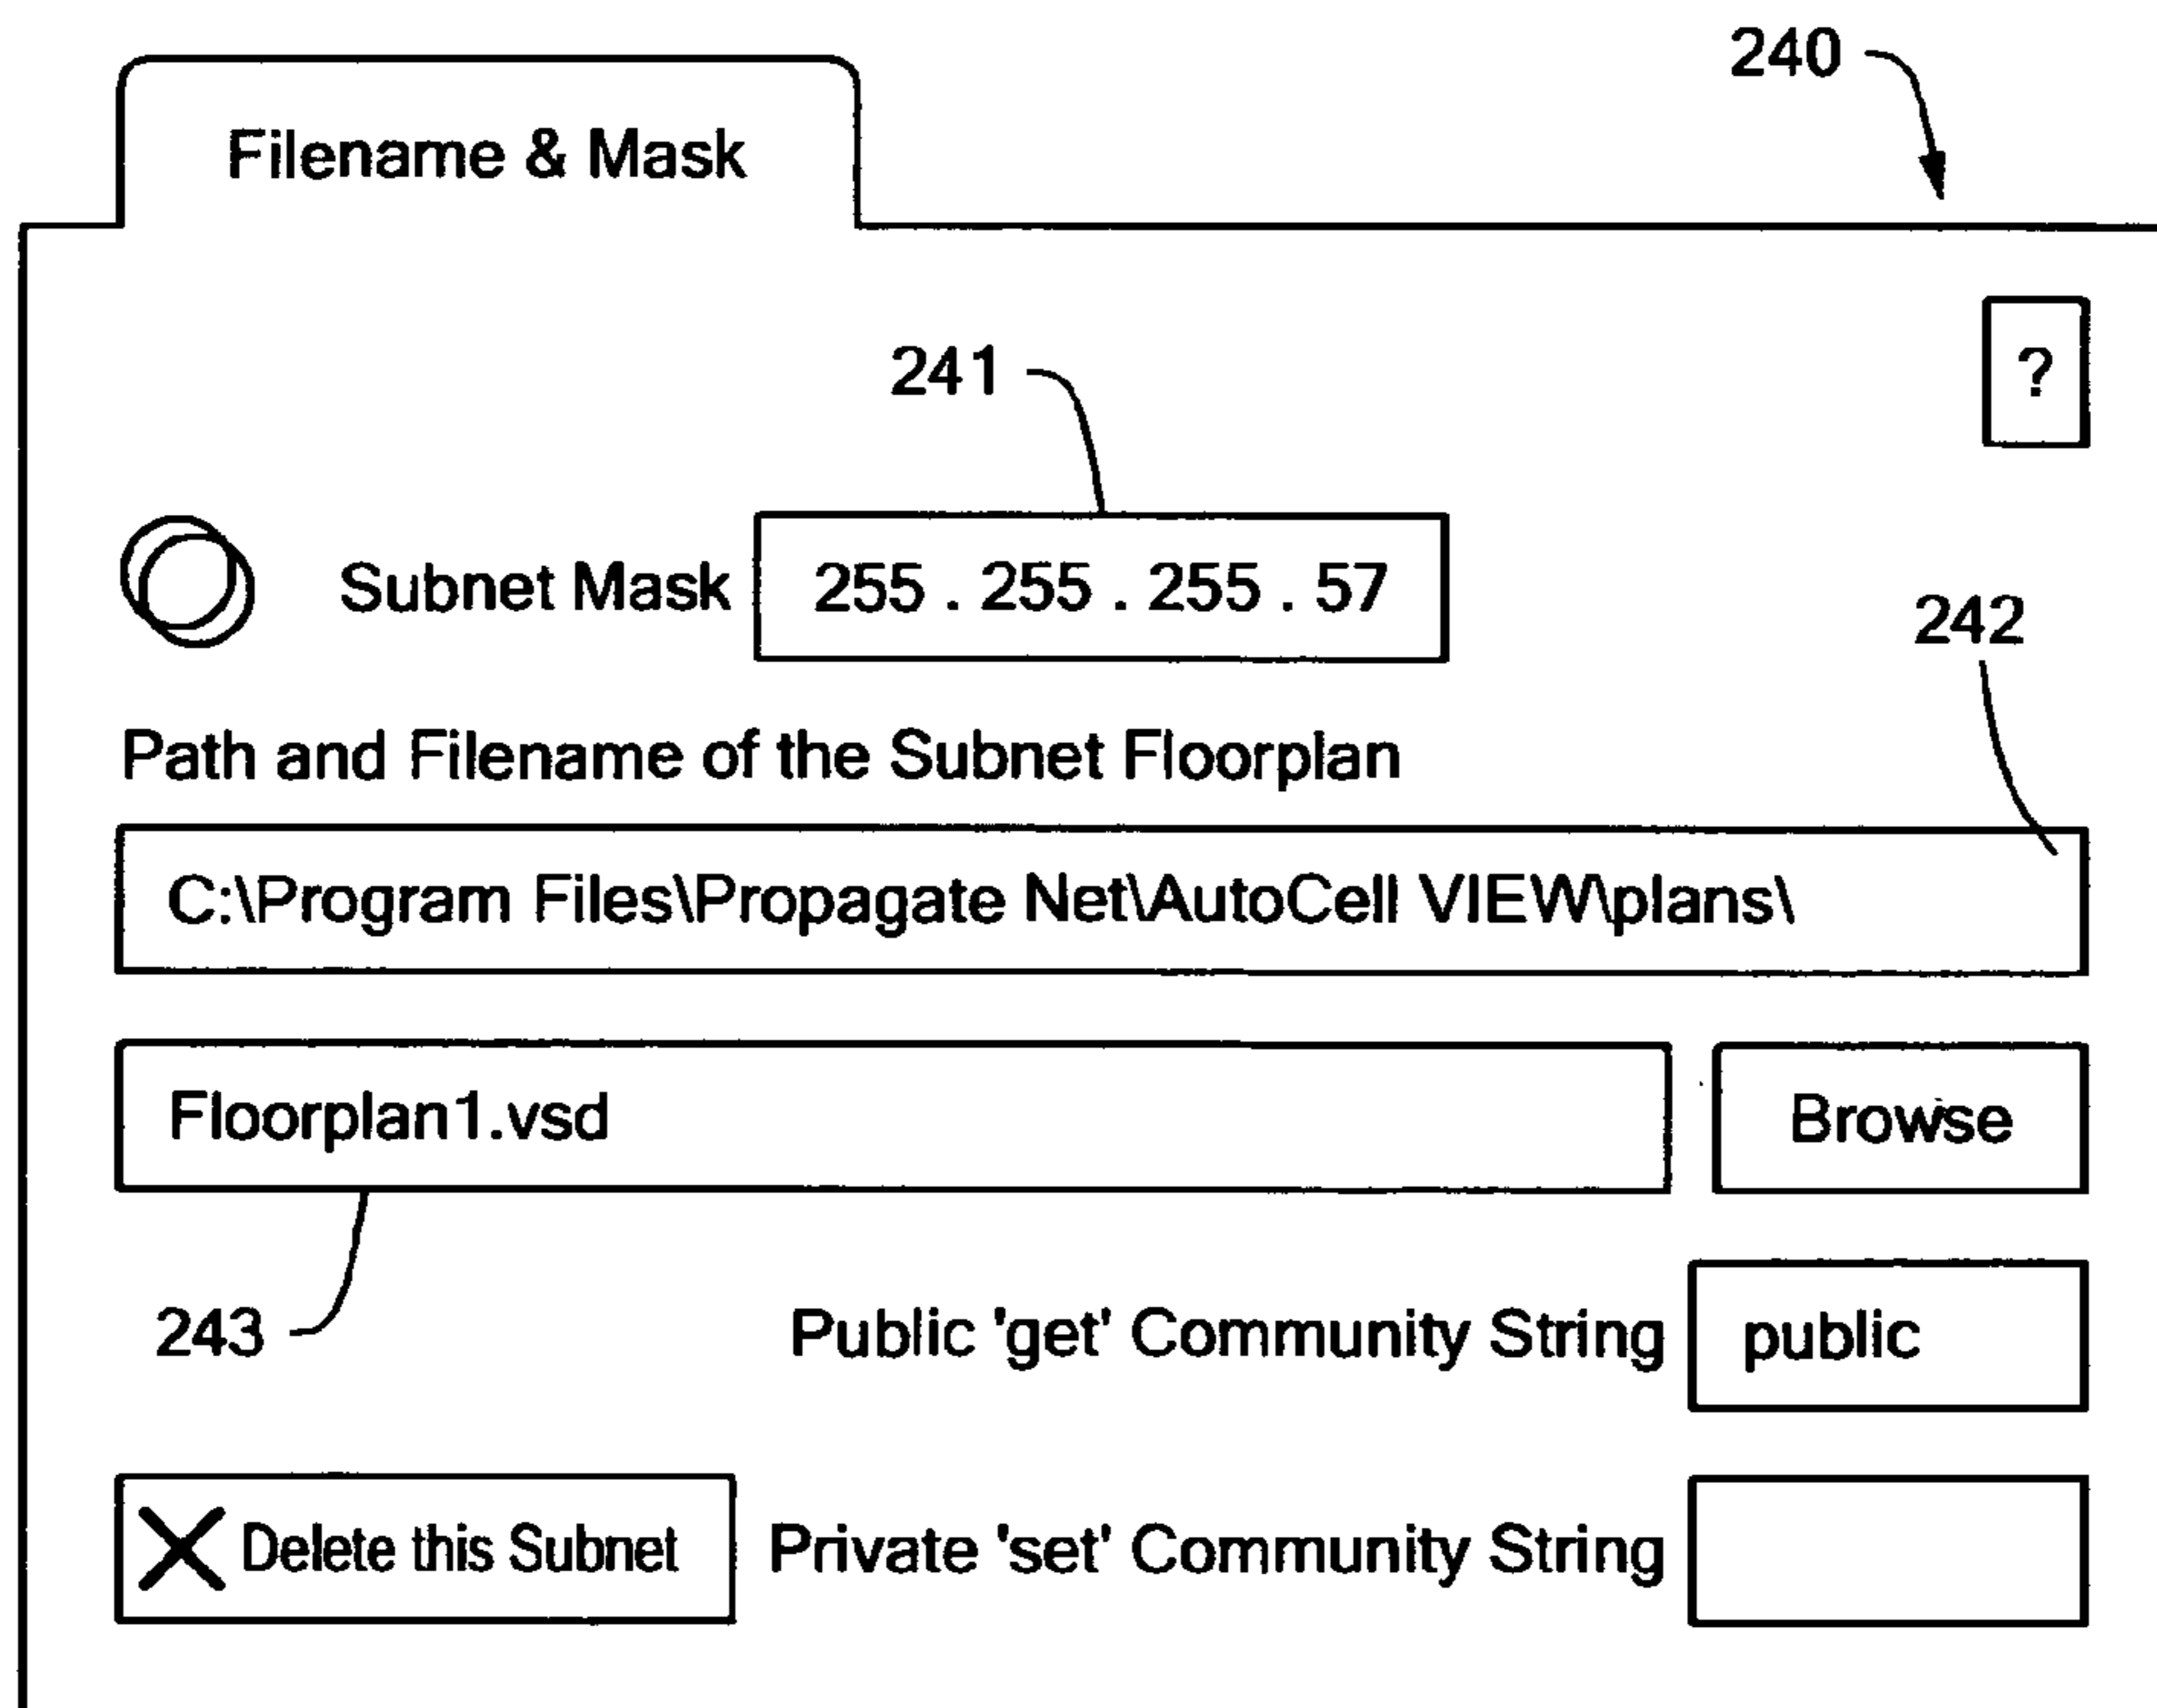 240
Filename & Mask
?
241
Subnet Mask 255 . 255 . 255 . 57
242
Path and Filename of the Subnet Floorplan
C:\Program Files\Propagate Net\AutoCell VIEW\plans\
Floorplan1.vsd Browse
243 Public 'get' Community String public
X Delete this Subnet Private 'set' Community String